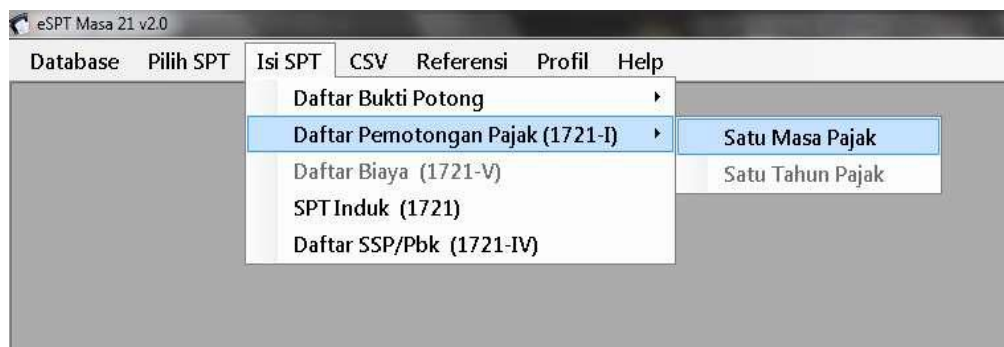 eSPT Masa 21 v2.0
Database Pilih SPT Isi SPT CSV Referensi Profil Help
Daftar Bukti Potong
Daftar Pemotongan Pajak (1721-I) Satu Masa Pajak
Daftar Biaya (1721-V) Satu Tahun Pajak
SPT Induk (1721)
Daftar SSP/Pbk (1721-IV)